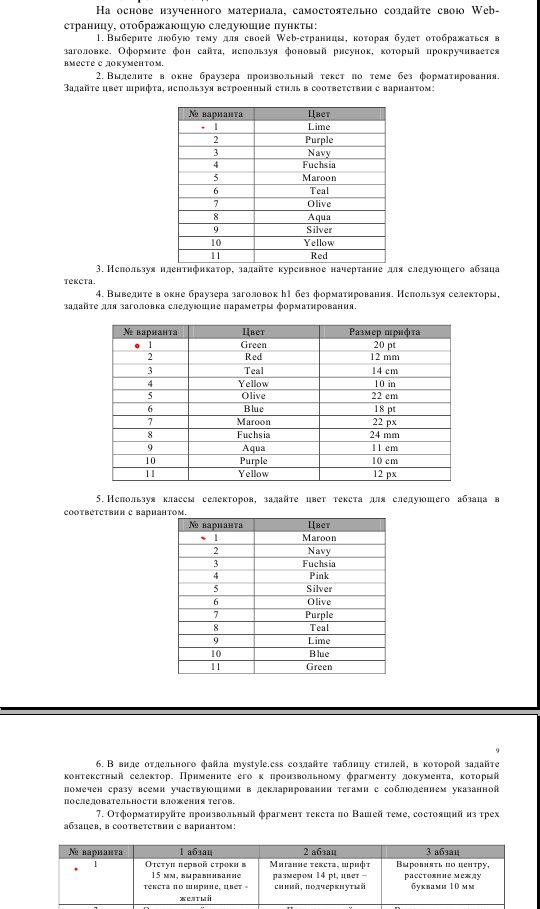 На основе изученного материала, самостоятельно создайте свою Web-
страницу, отображающую следующие пункты:
1. Выберите любую тему для своей Web-страницы, которая будет отображаться в
заголовке. Оформите фон сайта, используя фоновый рисунок, который прокручивается
вместе с документом.
2. Выделите в окне браузера произвольный текст по теме без форматирования.
Задайте цвет шрифта, используя встроенный стиль в соответствии с вариантом:
№ варианта Цвет
1 Lime
2 Purple
3 Navy
4 Fuchsia
5 Maroon
6 Teal
7 Olive
8 Aqua
9 Silver
10 Yellow
11 Red
3. Используя идентификатор, задайте курсивное начертание для следующего абзаца
текста.
4. Выведите в окне браузера заголовок h1 без форматирования. Используя селекторы,
задайте для заголовка следующие параметры форматирования.
№ варианта Цвет Размер шрифта
1 Green 20 pt
2 Red 12 mm
3 Teal 14 cm
4 Yellow 10 in
5 Olive 22 em
6 Blue 18 pt
7 Maroon 22 px
8 Fuchsia 24 mm
9 Aqua 11 em
10 Purple 10 cm
11 Yellow 12 px
5. Используя классы селекторов, задайте цвет текста для следующего абзаца в
соответствии с вариантом.
№ варианта Цвет
1 Maroon
2 Navy
3 Fuchsia
4 Pink
5 Silver
6 Olive
7 Purple
8 Teal
9 Lime
10 Blue
11 Green
9
6. В виде отдельного файла mystyle.css создайте таблицу стилей, в которой задайте
контекстный селектор. Примените его к произвольному фрагменту документа, который
помечен сразу всеми участвующими в декларировании тегами с соблюдением указанной
последовательности вложения тегов.
7. Отформатируйте произвольный фрагмент текста по Вашей теме, состоящий из трех
абзацев, в соответствии с вариантом:
№ варианта 1 абзац 2 абзац 3 абзац
1 Отступ первой строки в Мигание текста, шрифт Выровнять по центру,
15 мм, выравнивание размером 14 pt, цвет – расстояние между
текста по ширине, цвет - синий, подчеркнутый буквами 10 мм
желтый